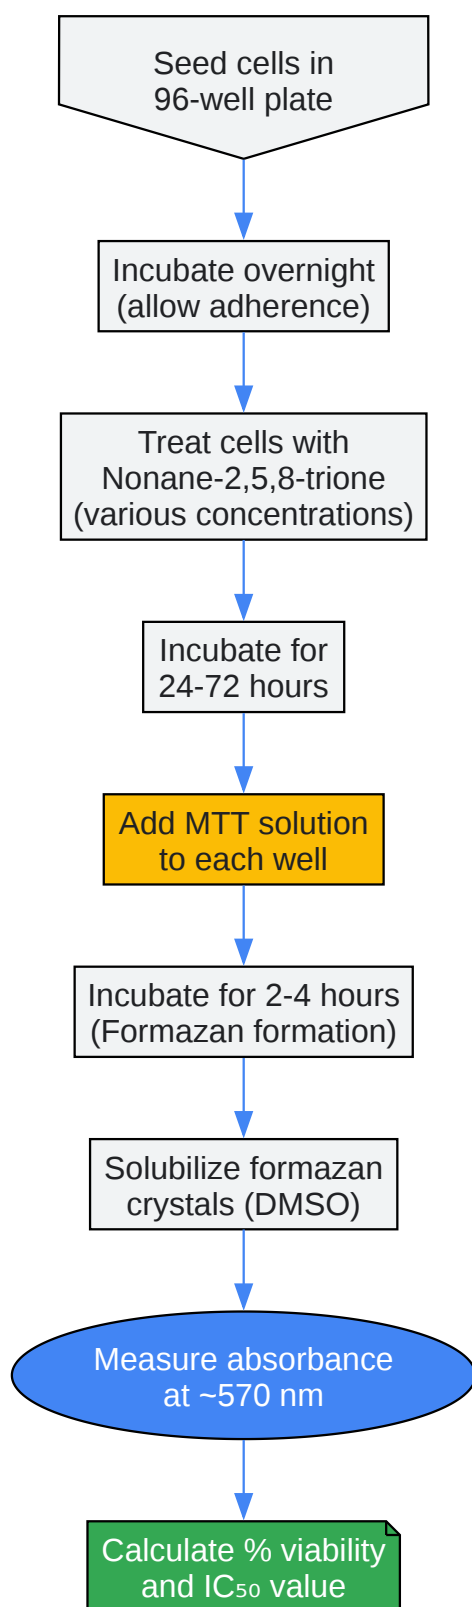 Seed cells in
96-well plate
Incubate overnight
(allow adherence)
Treat cells with
Nonane-2,5,8-trione
(various concentrations)
Incubate for
24-72 hours
Add MTT solution
to each well
Incubate for 2-4 hours
(Formazan formation)
Solubilize formazan
crystals (DMSO)
Measure absorbance
at ~570 nm
Calculate % viability
and IC₅₀ value